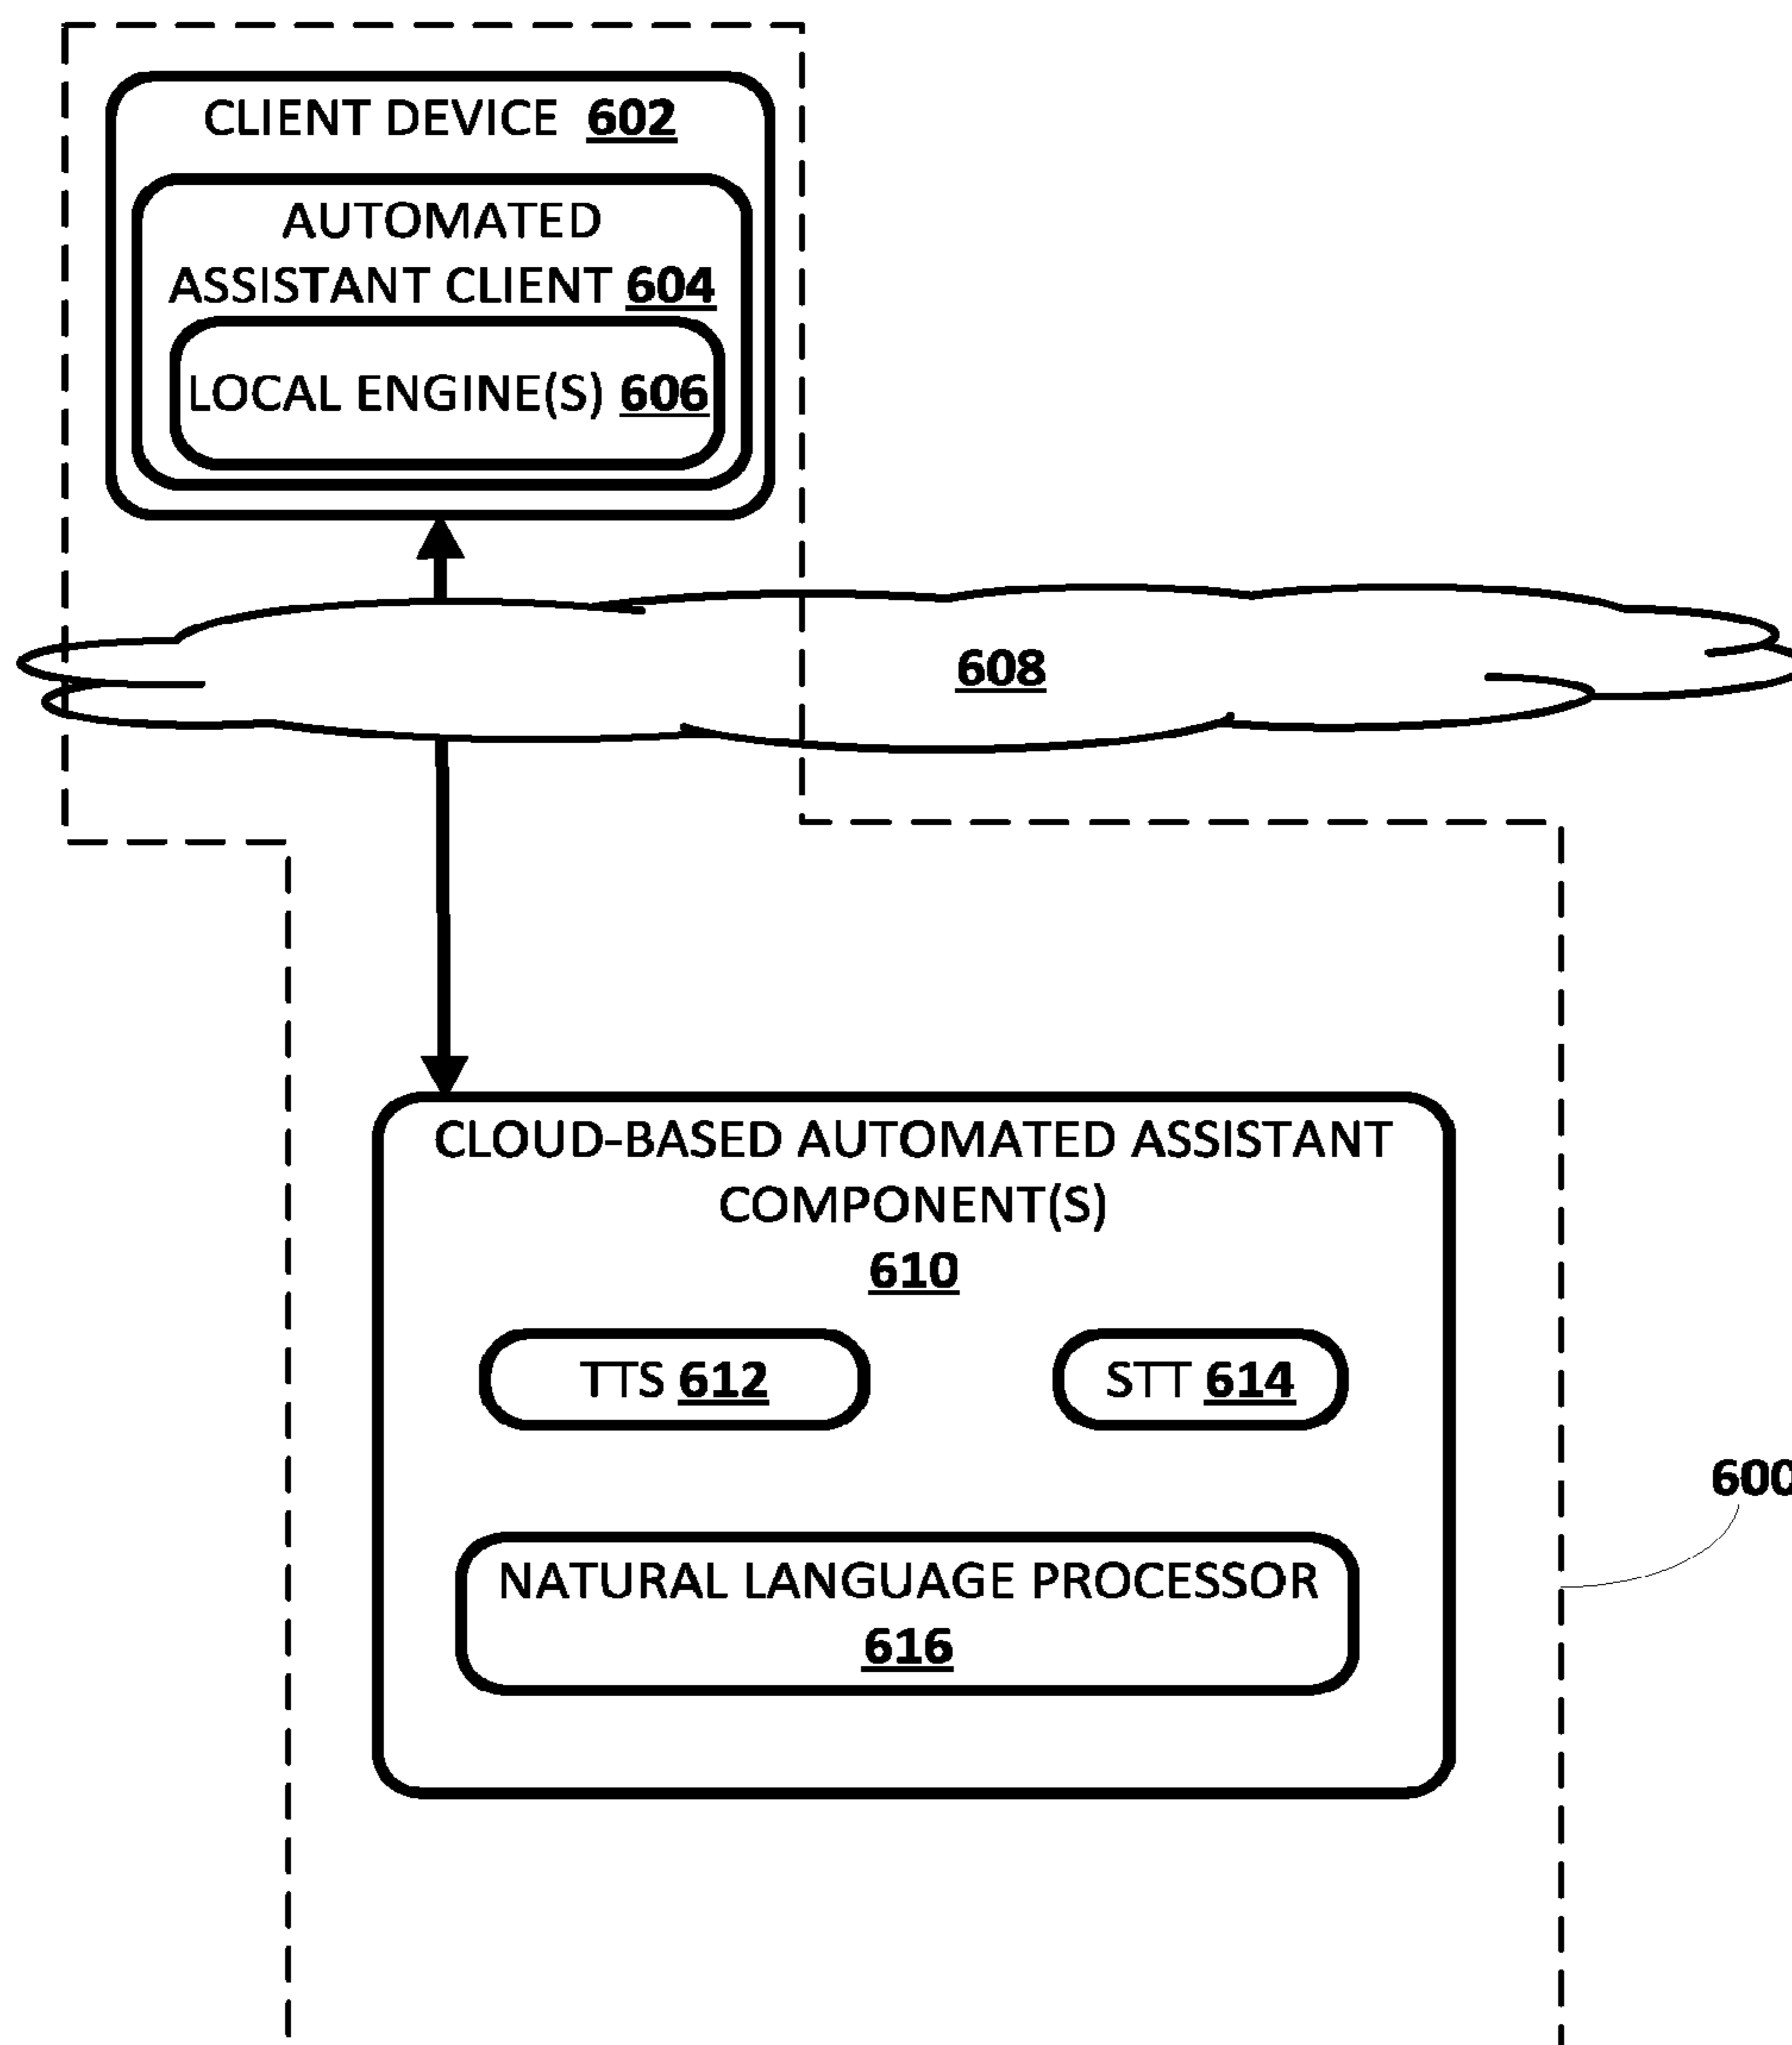 CLIENT DEVICE 602
AUTOMATED
ASSISTANT CLIENT 604
LOCAL ENGINE(S) 606
608
CLOUD-BASED AUTOMATED ASSISTANT
COMPONENT(S)
610
TTS 612
STT 614
600
NATURAL LANGUAGE PROCESSOR
616